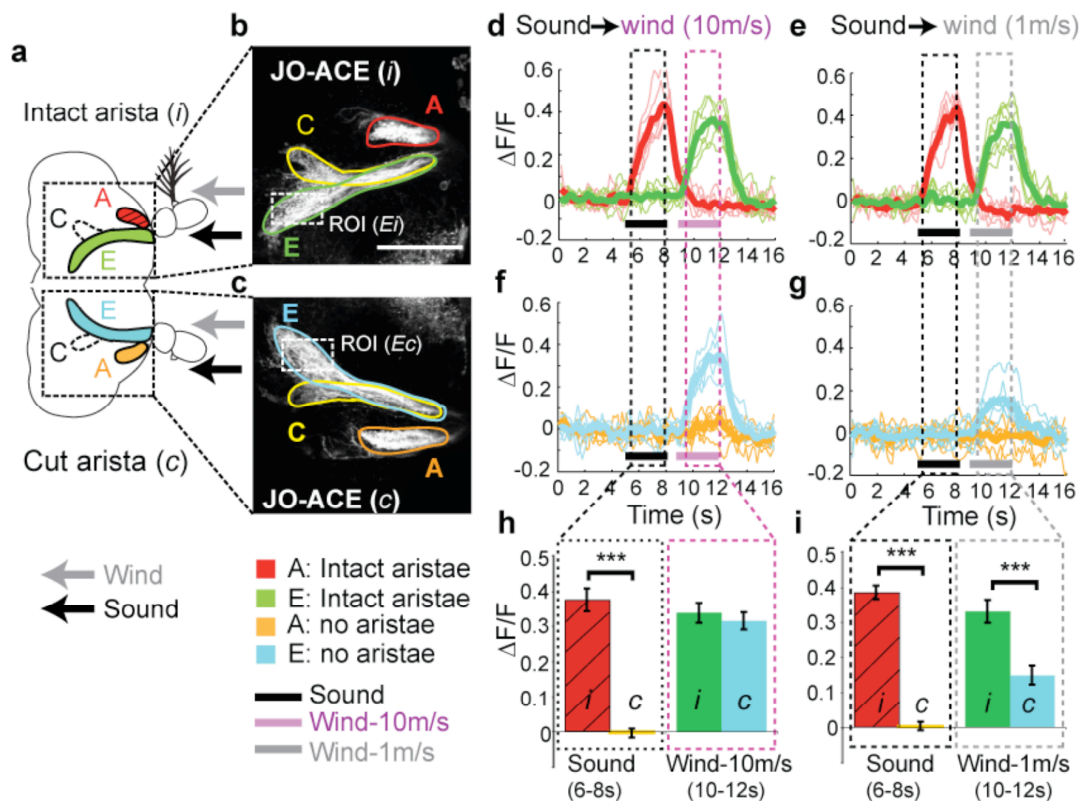 a
Intact arista (i)
A
C
E
E
C
A
Cut arista (c)
Wind
Sound
b
JO-ACE (i)
A
C
ROI (Ei)
E
c
E
ROI (Ec)
C
A
JO-ACE (c)
A: Intact aristae
E: Intact aristae
A: no aristae
E: no aristae
Sound
Wind-10m/s
Wind-1m/s
d
Sound wind (10m/s)
ΔF/F
0.6
0.4
0.2
0
-0.2
0 2 4 6 8 10 12 14 16
e
Sound wind (1m/s)
0.6
0.4
0.2
0
-0.2
0 2 4 6 8 10 12 14 16
f
ΔF/F
0.6
0.4
0.2
0
-0.2
0 2 4 6 8 10 12 14 16
g
0.6
0.4
0.2
0
-0.2
0 2 4 6 8 10 12 14 16
Time (s)
h
ΔF/F
0.5
0.4
0.3
0.2
0.1
0
***
i c
i c
Sound
(6-8s)
Wind-10m/s
(10-12s)
i
0.5
0.4
0.3
0.2
0.1
0
***
***
i c
i c
Sound
(6-8s)
Wind-1m/s
(10-12s)